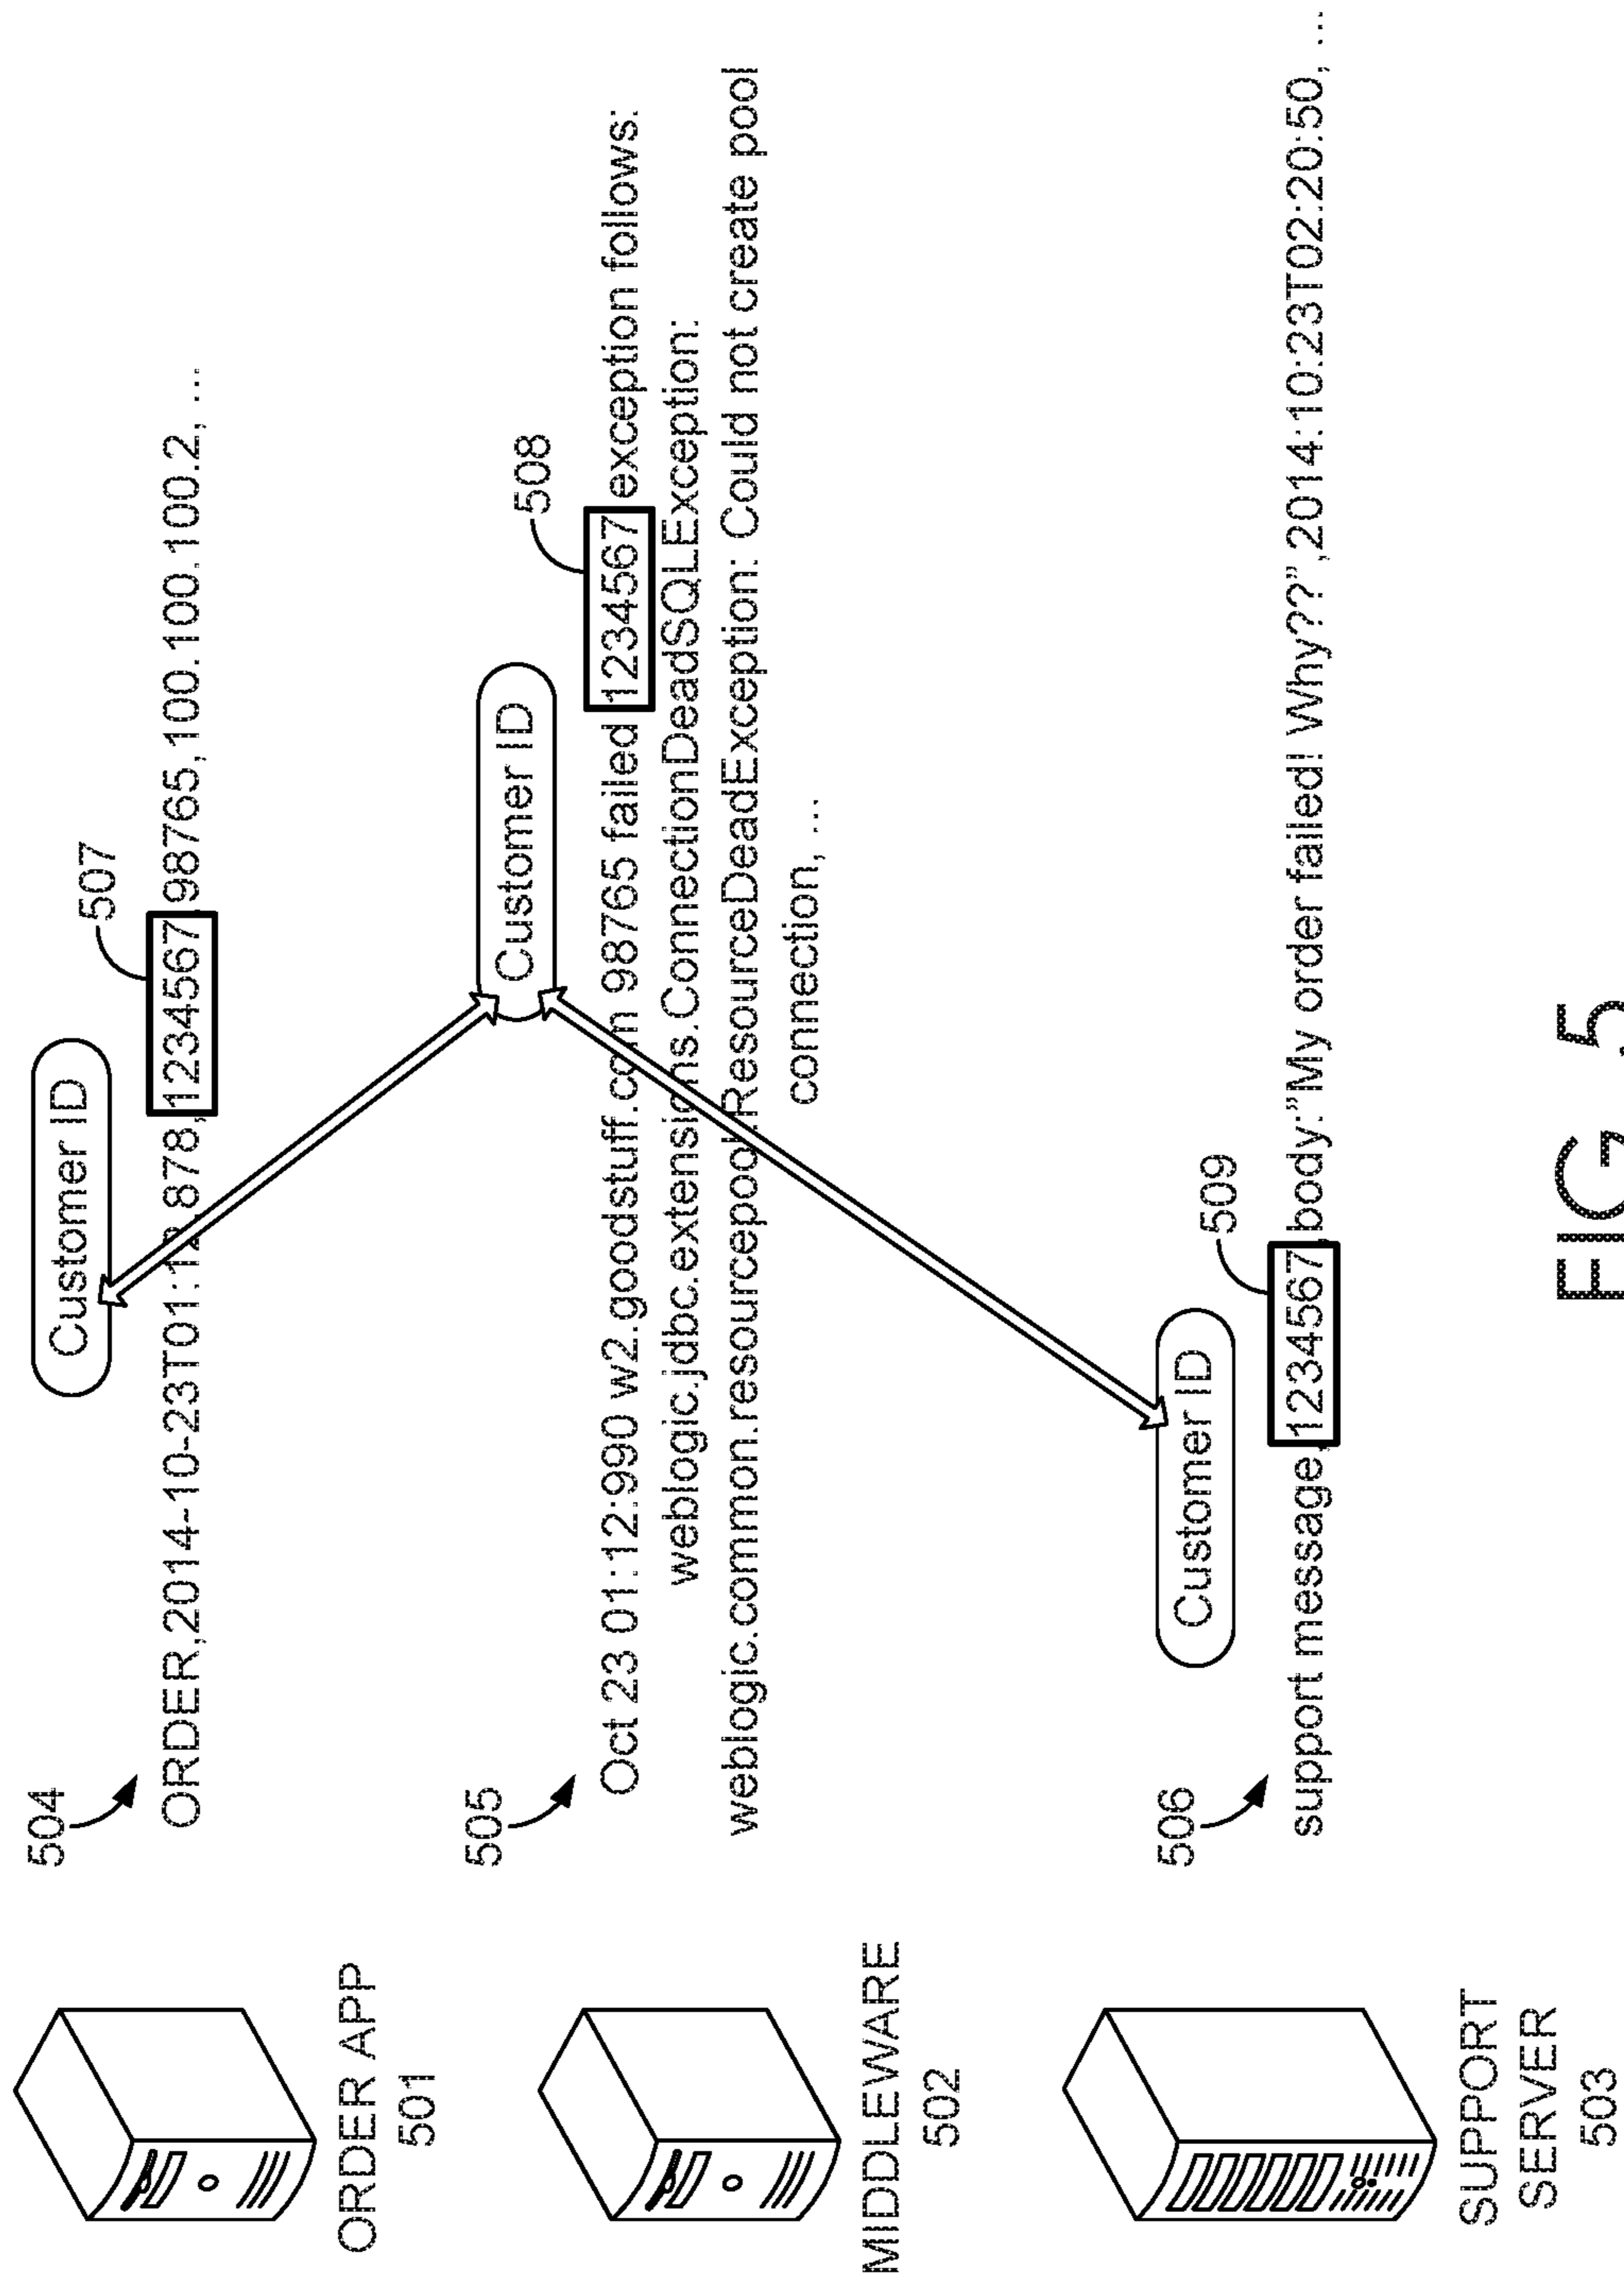 504
Customer ID
507
ORDER,2014-10-23T01:12.878,1234567,98765,100.100.100.2, ...
ORDER APP
501
505
Customer ID
508
Oct 23 01:12:990 w2.goodstuff.com 98765 failed 1234567 exception follows:
weblogic.jdbc.extensions.ConnectionDeadSQLException:
weblogic.common.resourcepool.ResourceDeadException: Could not create pool
connection, ...
MIDDLEWARE
502
506
Customer ID
509
support message,1234567,body:"My order failed! Why??",2014:10:23T02:20:50, ...
SUPPORT
SERVER
503
FIG. 5